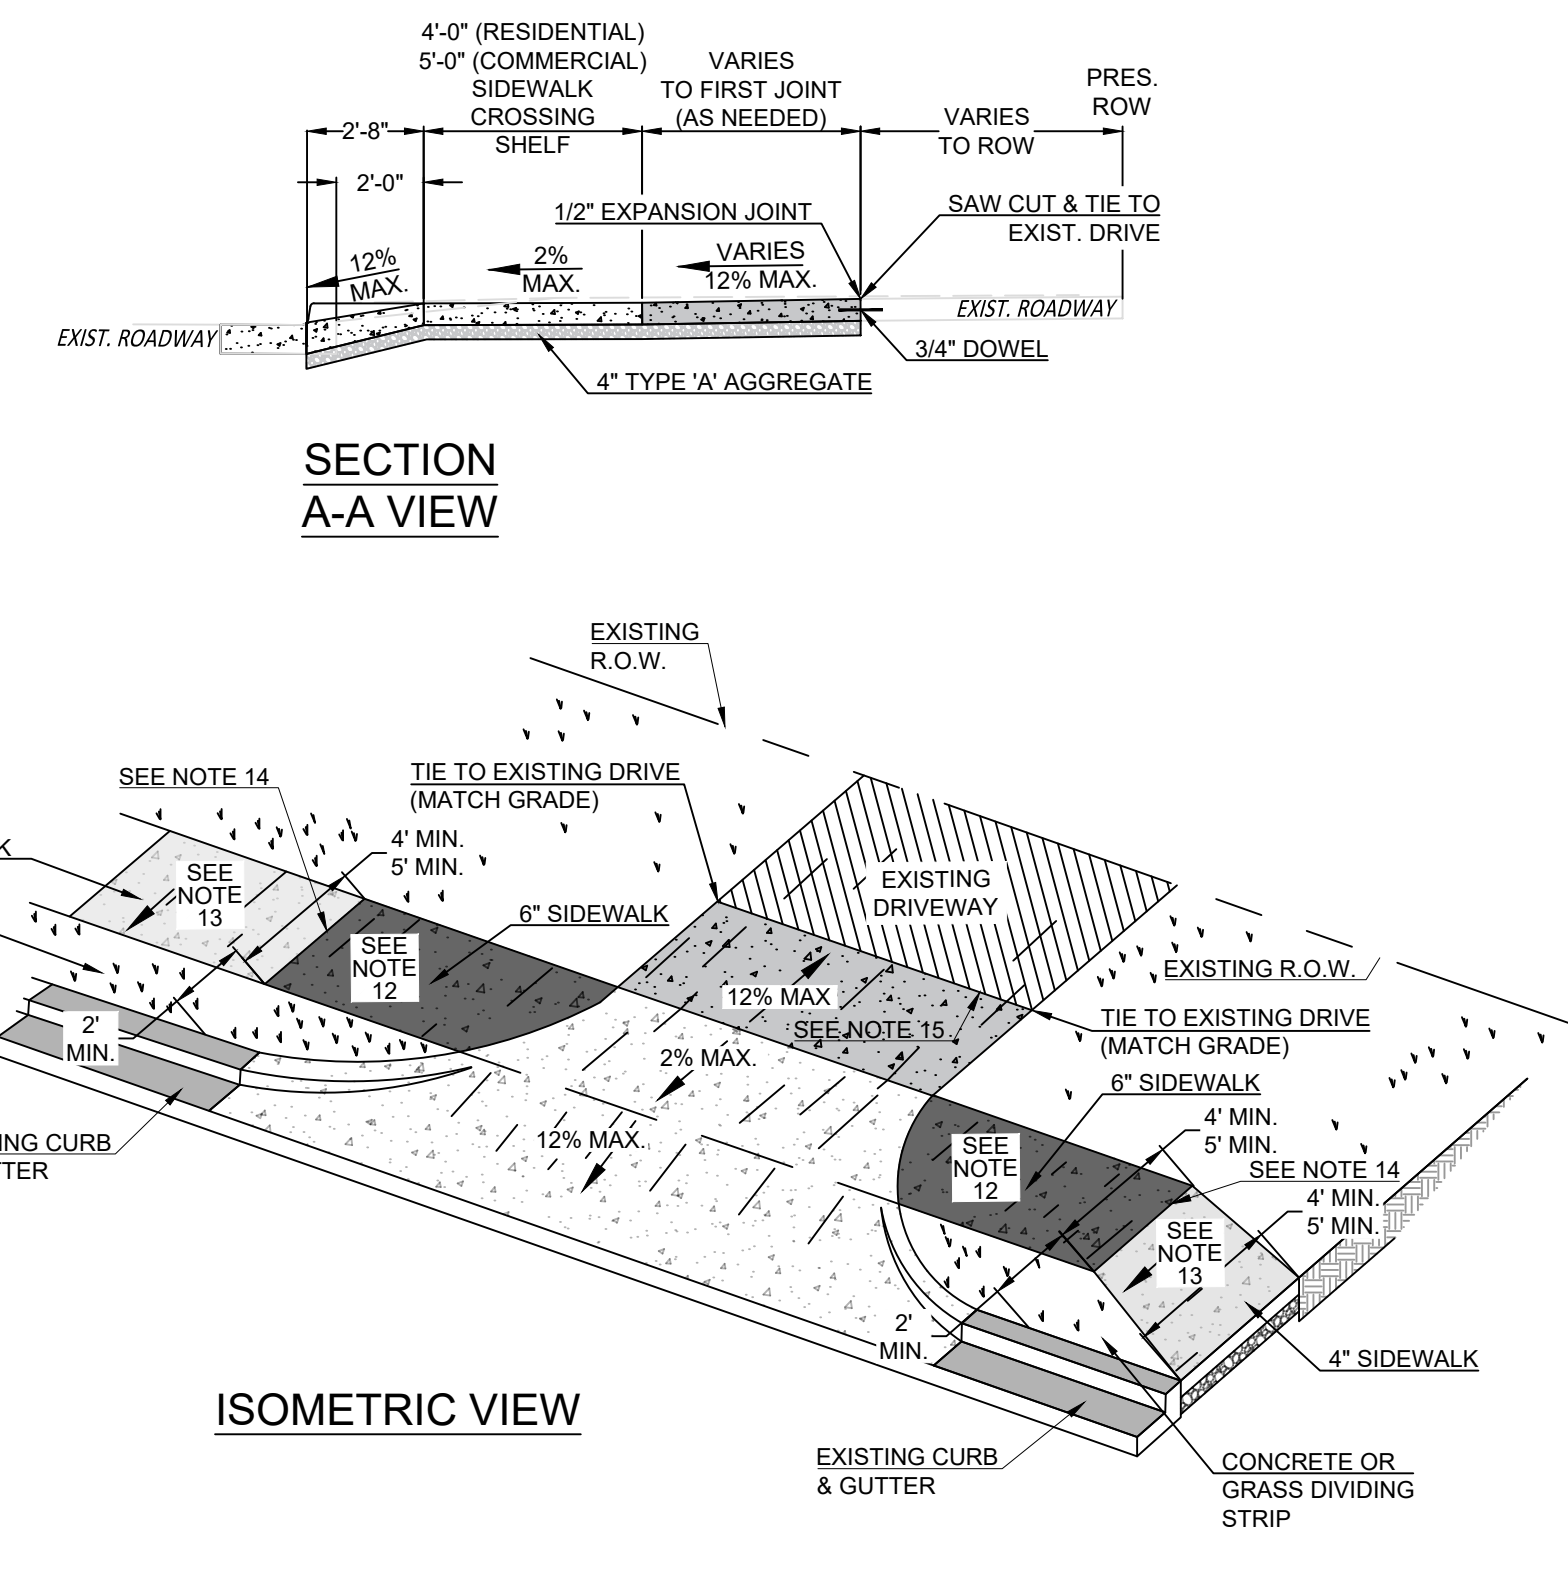 4'-0" (RESIDENTIAL)
5'-0" (COMMERCIAL)
SIDEWALK
CROSSING
SHELF
VARIES
TO FIRST JOINT
(AS NEEDED)
PRES.
ROW
VARIES
TO ROW
2'-8"
2'-0"
1/2" EXPANSION JOINT
SAW CUT & TIE TO
EXIST. DRIVE
12%
MAX.
2%
MAX.
VARIES
12% MAX.
EXIST. ROADWAY
EXIST. ROADWAY
3/4" DOWEL
4" TYPE 'A' AGGREGATE
SECTION
A-A VIEW
EXISTING
R.O.W.
SEE NOTE 14
TIE TO EXISTING DRIVE
(MATCH GRADE)
4' MIN.
5' MIN.
K
SEE
NOTE
13
6" SIDEWALK
SEE
NOTE
12
EXISTING
DRIVEWAY
EXISTING R.O.W.
12% MAX
SEE NOTE 15
TIE TO EXISTING DRIVE
(MATCH GRADE)
2'
MIN.
2% MAX.
6" SIDEWALK
4' MIN.
5' MIN.
12% MAX.
ING CURB
TTER
SEE
NOTE
12
SEE NOTE 14
4' MIN.
5' MIN.
SEE
NOTE
13
2'
MIN.
4" SIDEWALK
ISOMETRIC VIEW
EXISTING CURB
& GUTTER
CONCRETE OR
GRASS DIVIDING
STRIP